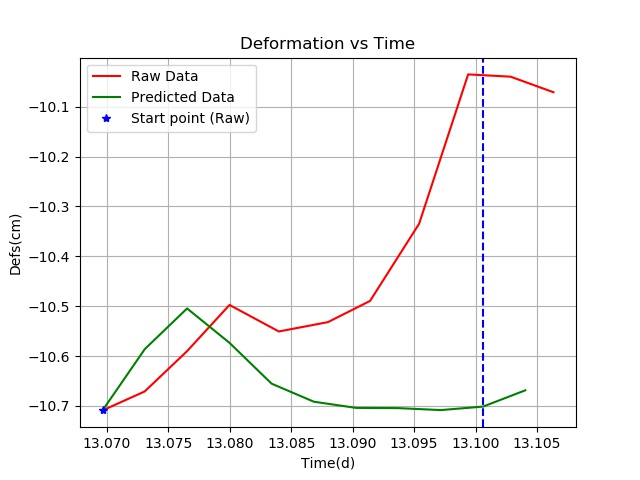 Deformation vs Time
Raw Data
Predicted Data
Start point (Raw)
Defs(cm)
−10.1
−10.2
−10.3
−10.4
−10.5
−10.6
−10.7
13.070 13.075 13.080 13.085 13.090 13.095 13.100 13.105
Time(d)